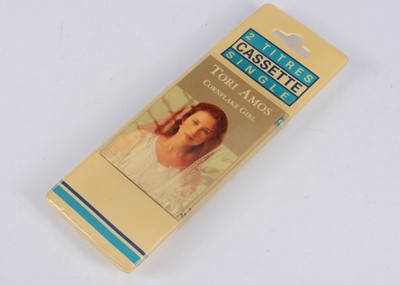 2 TITRES
CASSETTE
SINGLE
TORI AMOS
CORNFLAKE GIRL